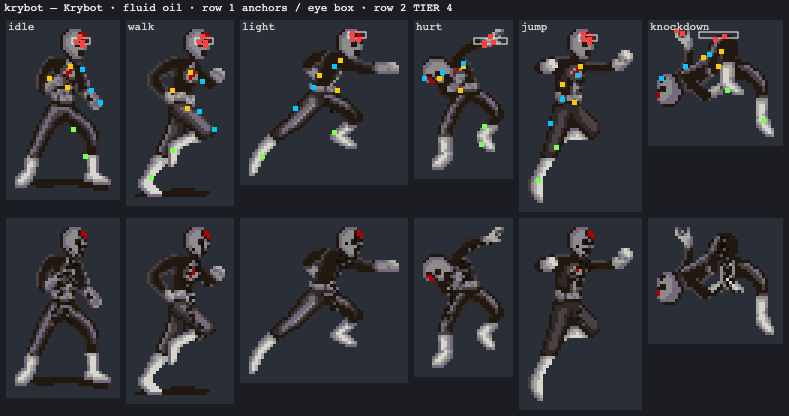 krybot — Krybot · fluid oil · row 1 anchors / eye box · row 2 TIER 4
idle walk light hurt jump knockdown